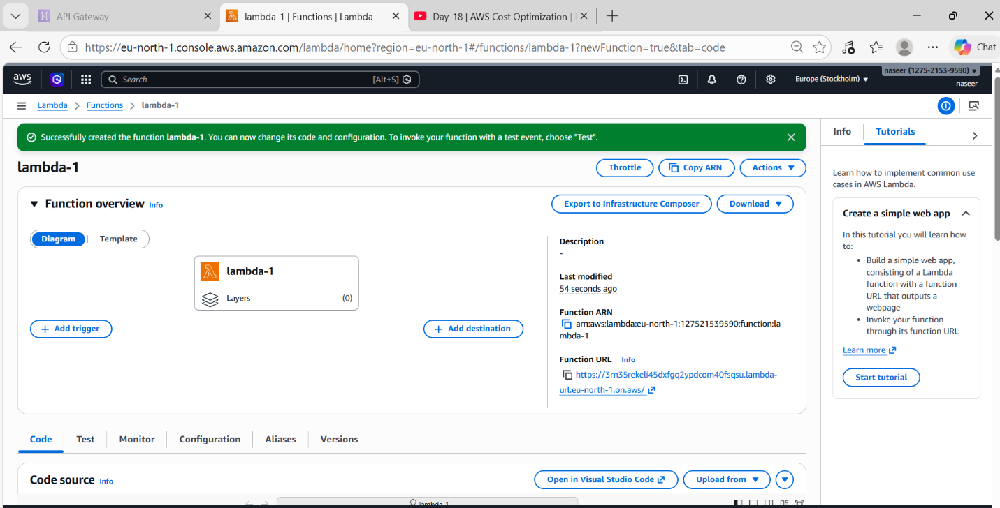 API Gateway
lambda-1 | Functions | Lambda
Day-18 | AWS Cost Optimization |
https://eu-north-1.console.aws.amazon.com/lambda/home?region=eu-north-1#/functions/lambda-1?newFunction=true&tab=code
Chat
aws
Search
[Alt+S]
Europe (Stockholm)
naseer (1275-2153-9590)
naseer
Lambda
Functions
lambda-1
Successfully created the function lambda-1. You can now change its code and configuration. To invoke your function with a test event, choose "Test".
lambda-1
Throttle
Copy ARN
Actions
Function overview Info
Export to Infrastructure Composer
Download
Diagram
Template
lambda-1
Layers
(0)
+ Add trigger
+ Add destination
Description
-
Last modified
54 seconds ago
Function ARN
arn:aws:lambda:eu-north-1:127521539590:function:la
mbda-1
Function URL Info
https://3rn35rekeli45dxfgq2ypdcom40fsqsu.lambda-
url.eu-north-1.on.aws/
Code
Test
Monitor
Configuration
Aliases
Versions
Code source Info
Open in Visual Studio Code
Upload from
lambda-1
Info
Tutorials
Learn how to implement common use
cases in AWS Lambda.
Create a simple web app
In this tutorial you will learn how
to:
• Build a simple web app,
consisting of a Lambda
function with a function
URL that outputs a
webpage
• Invoke your function
through its function URL
Learn more
Start tutorial